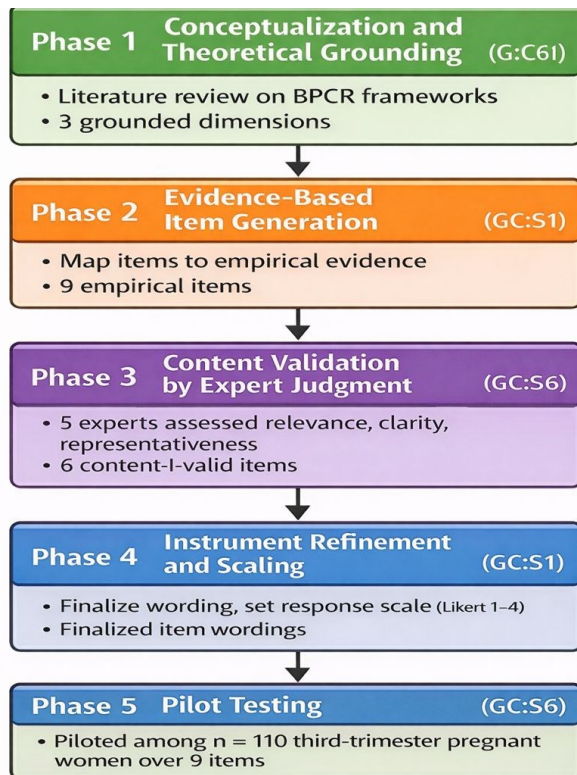 Phase 1 Conceptualization and
Theoretical Grounding (G:C61)
• Literature review on BPCR frameworks
• 3 grounded dimensions
Phase 2 Evidence-Based
Item Generation (GC:S1)
• Map items to empirical evidence
• 9 empirical items
Phase 3 Content Validation
by Expert Judgment (GC:S6)
• 5 experts assessed relevance, clarity,
representativeness
• 6 content-I-valid items
Phase 4 Instrument Refinement
and Scaling (GC:S1)
• Finalize wording, set response scale (Likert 1–4)
• Finalized item wordings
Phase 5 Pilot Testing (GC:S6)
• Piloted among n = 110 third-trimester pregnant
women over 9 items